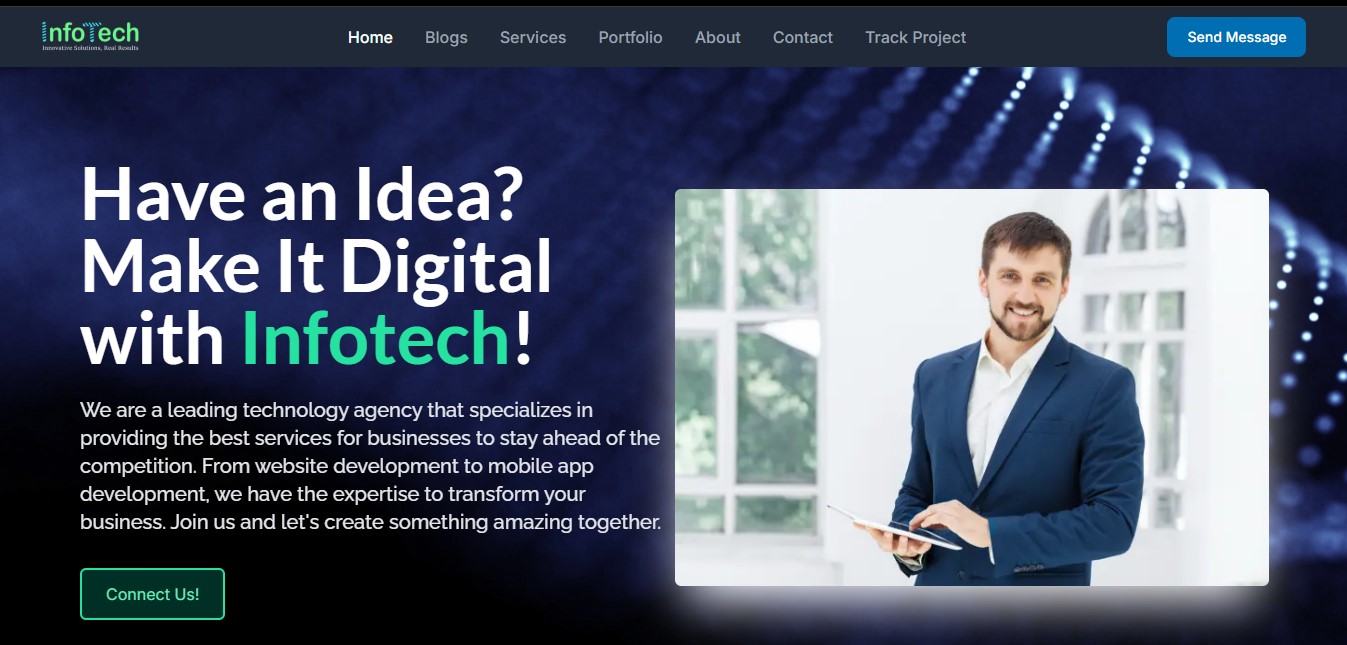 InfoTech
Innovative Solutions, Real Results
Home Blogs Services Portfolio About Contact Track Project Send Message
Have an Idea?
Make It Digital
with Infotech!
We are a leading technology agency that specializes in
providing the best services for businesses to stay ahead of the
competition. From website development to mobile app
development, we have the expertise to transform your
business. Join us and let's create something amazing together.
Connect Us!